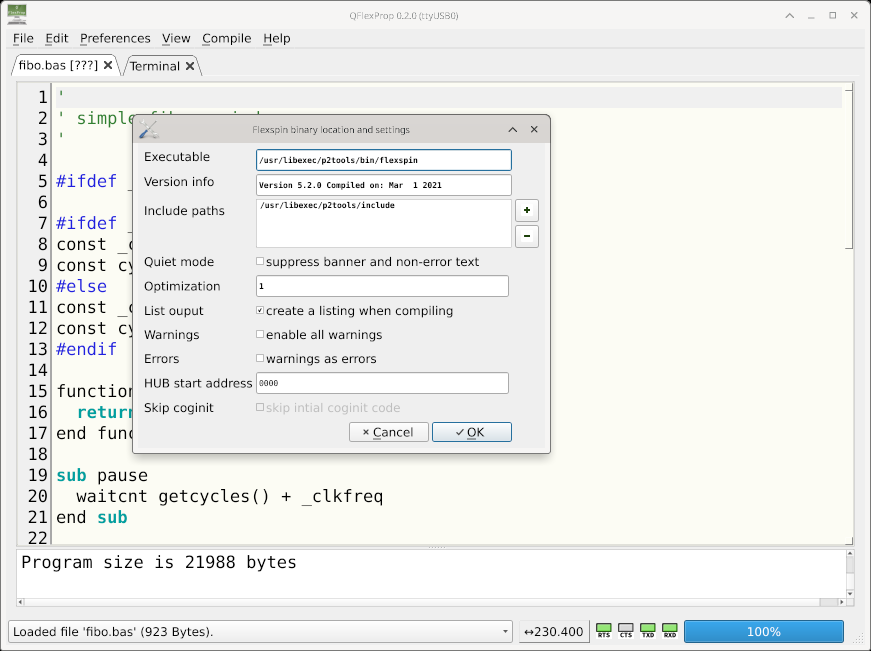 QFlexProp 0.2.0 (ttyUSB0)
File Edit Preferences View Compile Help
fibo.bas [???] Terminal
1 '
2 ' simple
3 '
4
5 #ifdef _
6
7 #ifdef _
8 const _c
9 const cy
10 #else
11 const _c
12 const cy
13 #endif
14
15 function
16 return
17 end func
18
19 sub pause
20 waitcnt getcycles() + _clkfreq
21 end sub
22
Flexspin binary location and settings
Executable /usr/libexec/p2tools/bin/flexspin
Version info Version 5.2.0 Compiled on: Mar 1 2021
Include paths /usr/libexec/p2tools/include
+
-
Quiet mode suppress banner and non-error text
Optimization 1
List ouput create a listing when compiling
Warnings enable all warnings
Errors warnings as errors
HUB start address 0000
Skip coginit skip intial coginit code
Cancel OK
Program size is 21988 bytes
Loaded file 'fibo.bas' (923 Bytes). ↔230.400 RTS CTS TXD RXD 100%